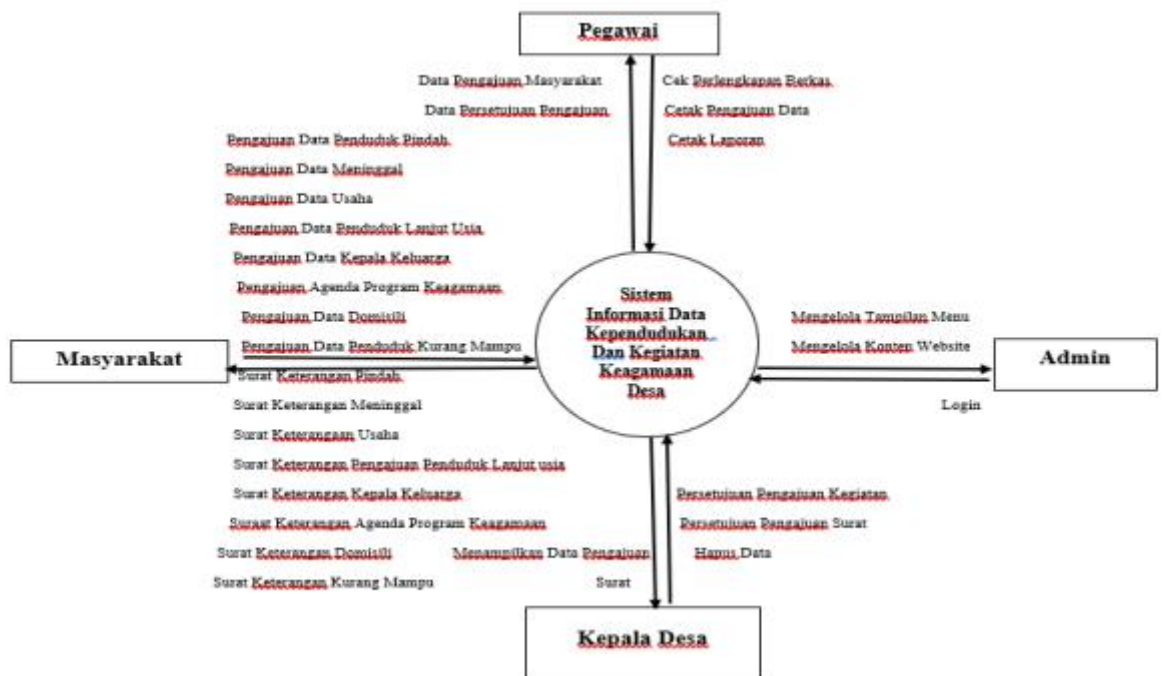 Pegawai
Data Pengajuan Masyarakat
Cek Perlengkapan Berkas
Data Persetujuan Pengajuan
Cetak Pengajuan Data
Cetak Laporan
Pengajuan Data Penduduk Pindah
Pengajuan Data Meninggal
Pengajuan Data Usaha
Pengajuan Data Penduduk Lanjut Usia
Pengajuan Data Kepala Keluarga
Pengajuan Agenda Program Keagamaan
Pengajuan Data Domisili
Pengajuan Data Penduduk Kurang Mampu
Masyarakat
Sistem
Informasi Data
Kependudukan
Dan Kegiatan
Keagamaan
Desa
Mengelola Tampilan Menu
Mengelola Konten Website
Admin
Login
Surat Keterangan Pindah
Surat Keterangan Meninggal
Surat Keterangaan Usaha
Surat Keterangan Pengajuan Penduduk Lanjut usia
Surat Keterangan Kepala Keluarga
Suraat Keterangan Agenda Program Keagamaan
Surat Keterangan Domisili
Surat Keterangan Kurang Mampu
Menampilkan Data Pengajuan
Surat
Persetujuan Pengajuan Kegiatan
Persetujuan Pengajuan Surat
Hapus Data
Kepala Desa